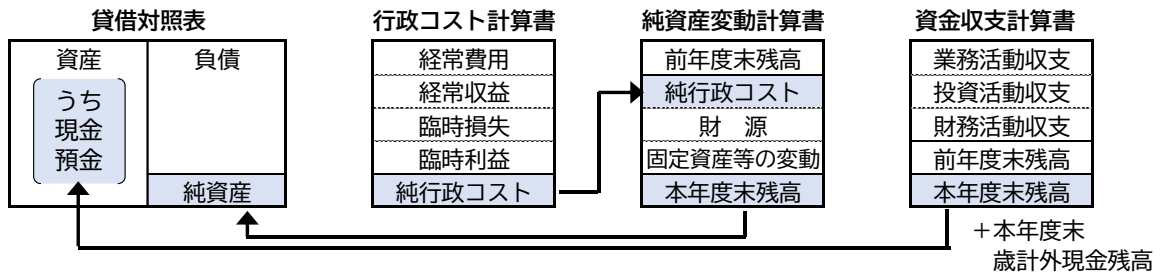 貸借対照表
資産
負債
うち
現金
預金
純資産
行政コスト計算書
経常費用
経常収益
臨時損失
臨時利益
純行政コスト
純資産変動計算書
前年度末残高
純行政コスト
財　源
固定資産等の変動
本年度末残高
資金収支計算書
業務活動収支
投資活動収支
財務活動収支
前年度末残高
本年度末残高
＋本年度末
歳計外現金残高